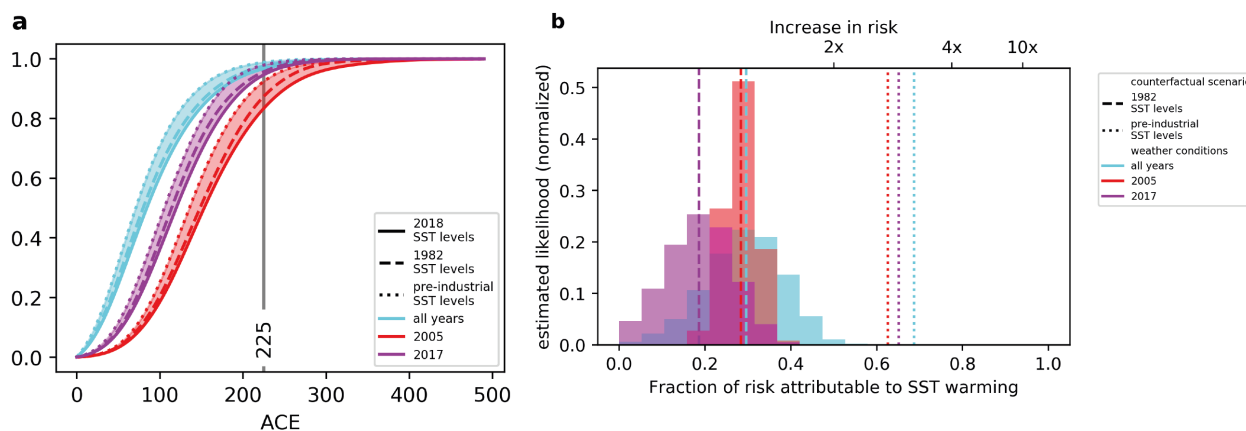 a
1.0
0.8
0.6
0.4
0.2
0.0
225
2018
SST levels
1982
SST levels
pre-industrial
SST levels
all years
2005
2017
0 100 200 300 400 500
ACE
b
Increase in risk
2x 4x 10x
estimated likelihood (normalized)
0.5
0.4
0.3
0.2
0.1
0.0
0.0 0.2 0.4 0.6 0.8 1.0
Fraction of risk attributable to SST warming
counterfactual scenario
1982
SST levels
pre-industrial
SST levels
weather conditions
all years
2005
2017